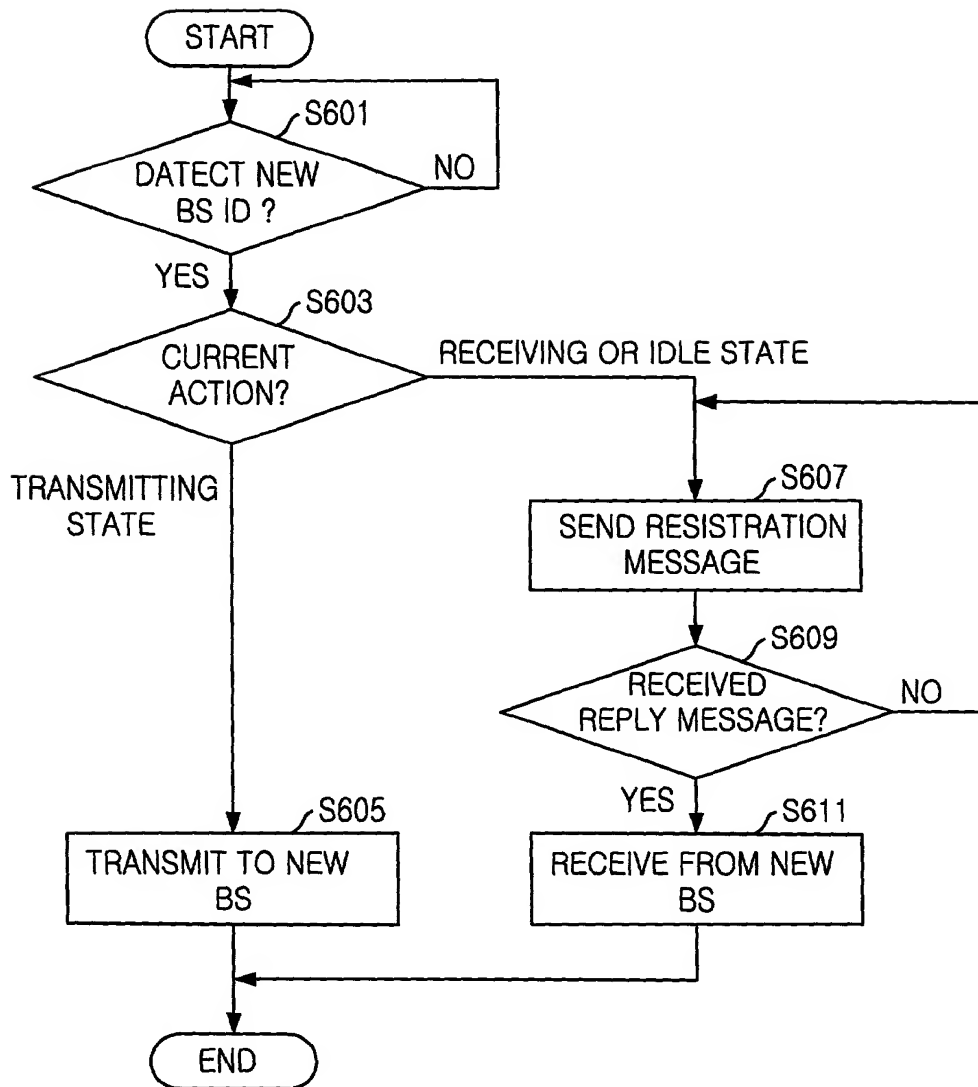 START
S601
DATECT NEW
BS ID ?
NO
YES
S603
CURRENT
ACTION?
RECEIVING OR IDLE STATE
TRANSMITTING
STATE
S607
SEND RESISTRATION
MESSAGE
S609
RECEIVED
REPLY MESSAGE?
NO
YES
S605
TRANSMIT TO NEW
BS
S611
RECEIVE FROM NEW
BS
END